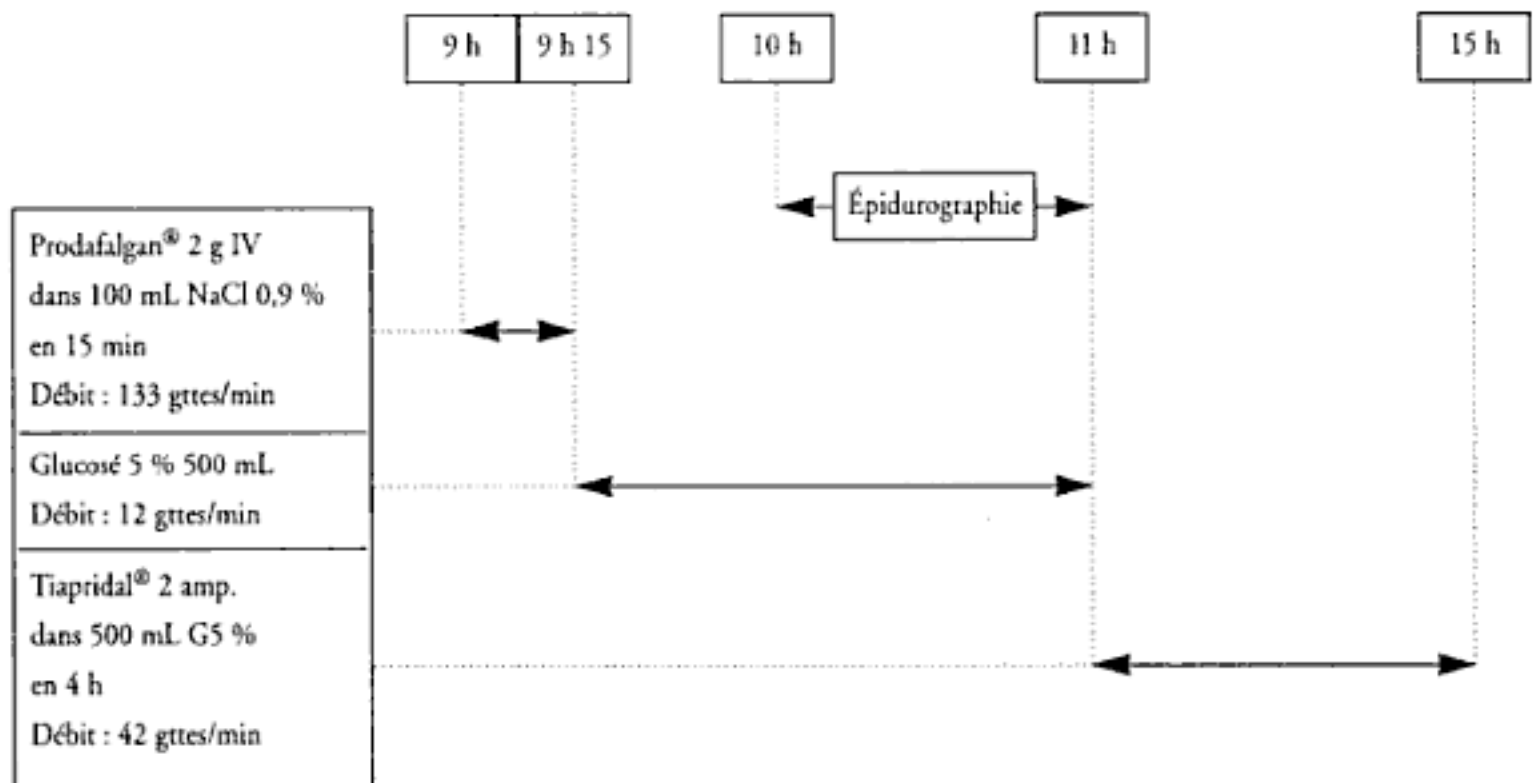 9 h
9 h 15
10 h
11 h
15 h
Épidurographie
Prodafalgan® 2 g IV
dans 100 mL NaCl 0,9 %
en 15 min
Débit : 133 gttes/min
Glucosé 5 % 500 mL
Débit : 12 gttes/min
Tiapridal® 2 amp.
dans 500 mL G5 %
en 4 h
Débit : 42 gttes/min